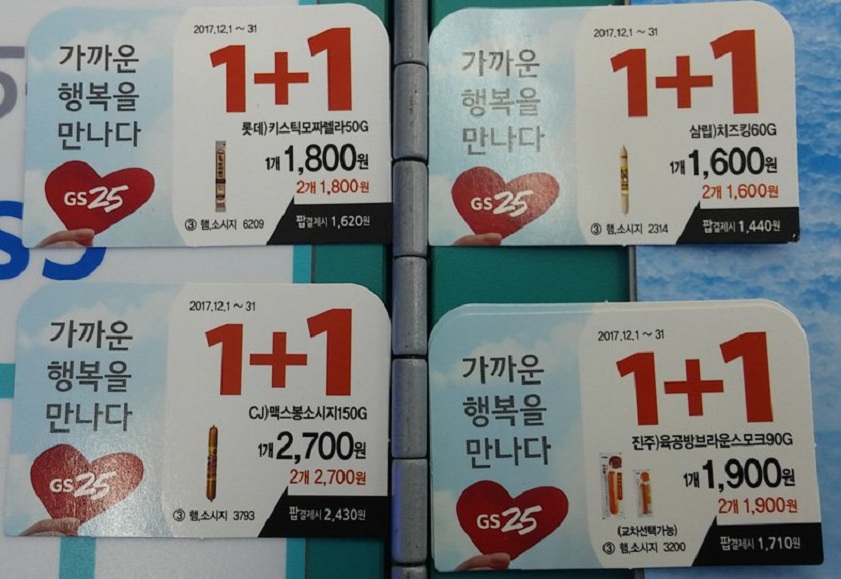 가까운
행복을
만나다
GS25
2017.12.1 ~ 31
1+1
롯데)키스틱모짜렐라50G
1개 1,800원
2개 1,800원
③ 햄,소시지 6209
팝결제시 1,620원
가까운
행복을
만나다
GS25
2017.12.1 ~ 31
1+1
삼립)치즈킹60G
1개 1,600원
2개 1,600원
③ 햄,소시지 2314
팝결제시 1,440원
가까운
행복을
만나다
GS25
2017.12.1 ~ 31
1+1
CJ)맥스봉소시지150G
1개 2,700원
2개 2,700원
③ 햄,소시지 3793
팝결제시 2,430원
가까운
행복을
만나다
GS25
2017.12.1 ~ 31
1+1
진주)육공방브라운스모크90G
1개 1,900원
2개 1,900원
(교차선택가능)
③ 햄,소시지 3200
팝결제시 1,710원